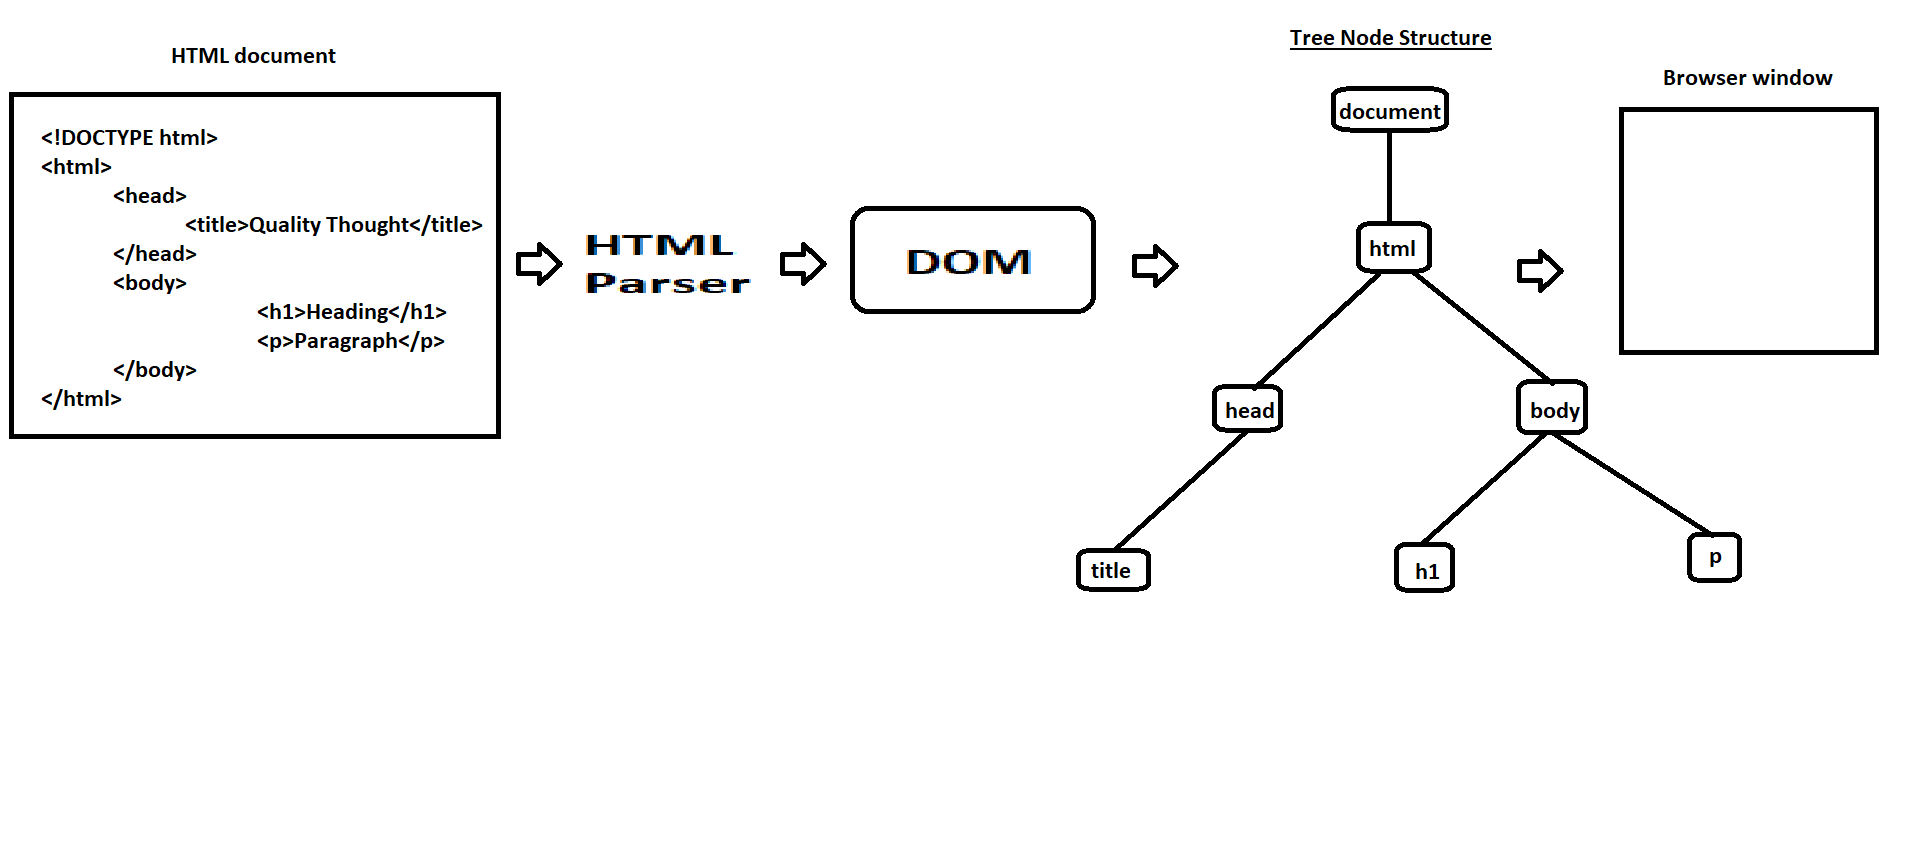 HTML document
<!DOCTYPE html>
<html>
<head>
<title>Quality Thought</title>
</head>
<body>
<h1>Heading</h1>
<p>Paragraph</p>
</body>
</html>
HTML
Parser
DOM
Tree Node Structure
document
html
head
body
title
h1
p
Browser window